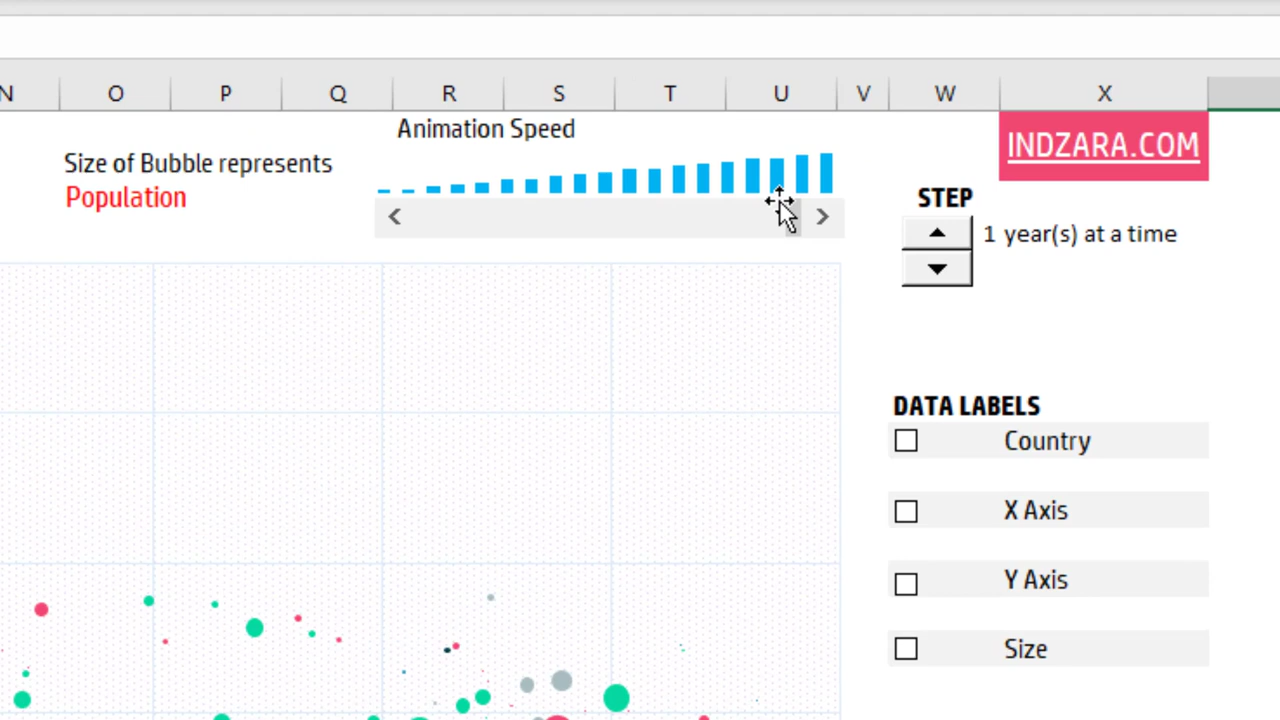 N O P Q R S T U V W X
Animation Speed
INDZARA.COM
Size of Bubble represents
Population
STEP
1 year(s) at a time
DATA LABELS
Country
X Axis
Y Axis
Size